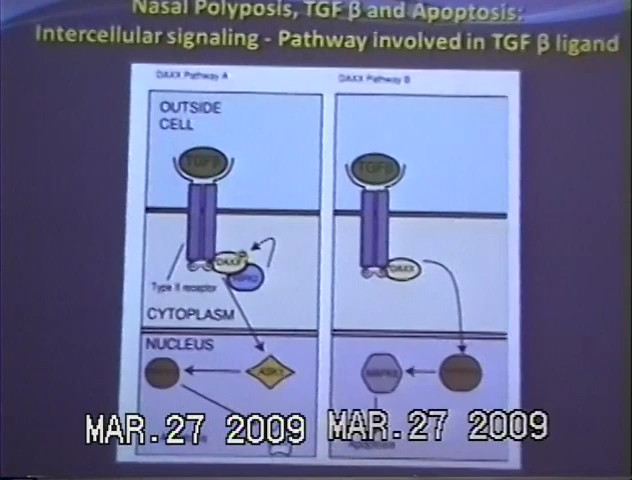 Nasal Polyposis, TGF β and Apoptosis:
Intercellular signaling - Pathway involved in TGF β ligand
DAXX Pathway A
DAXX Pathway B
OUTSIDE
CELL
TGFβ
TGFβ
DAXX
DAXX
Type II receptor
CYTOPLASM
NUCLEUS
ASK1
MAR.27 2009
MAR.27 2009
Apoptosis